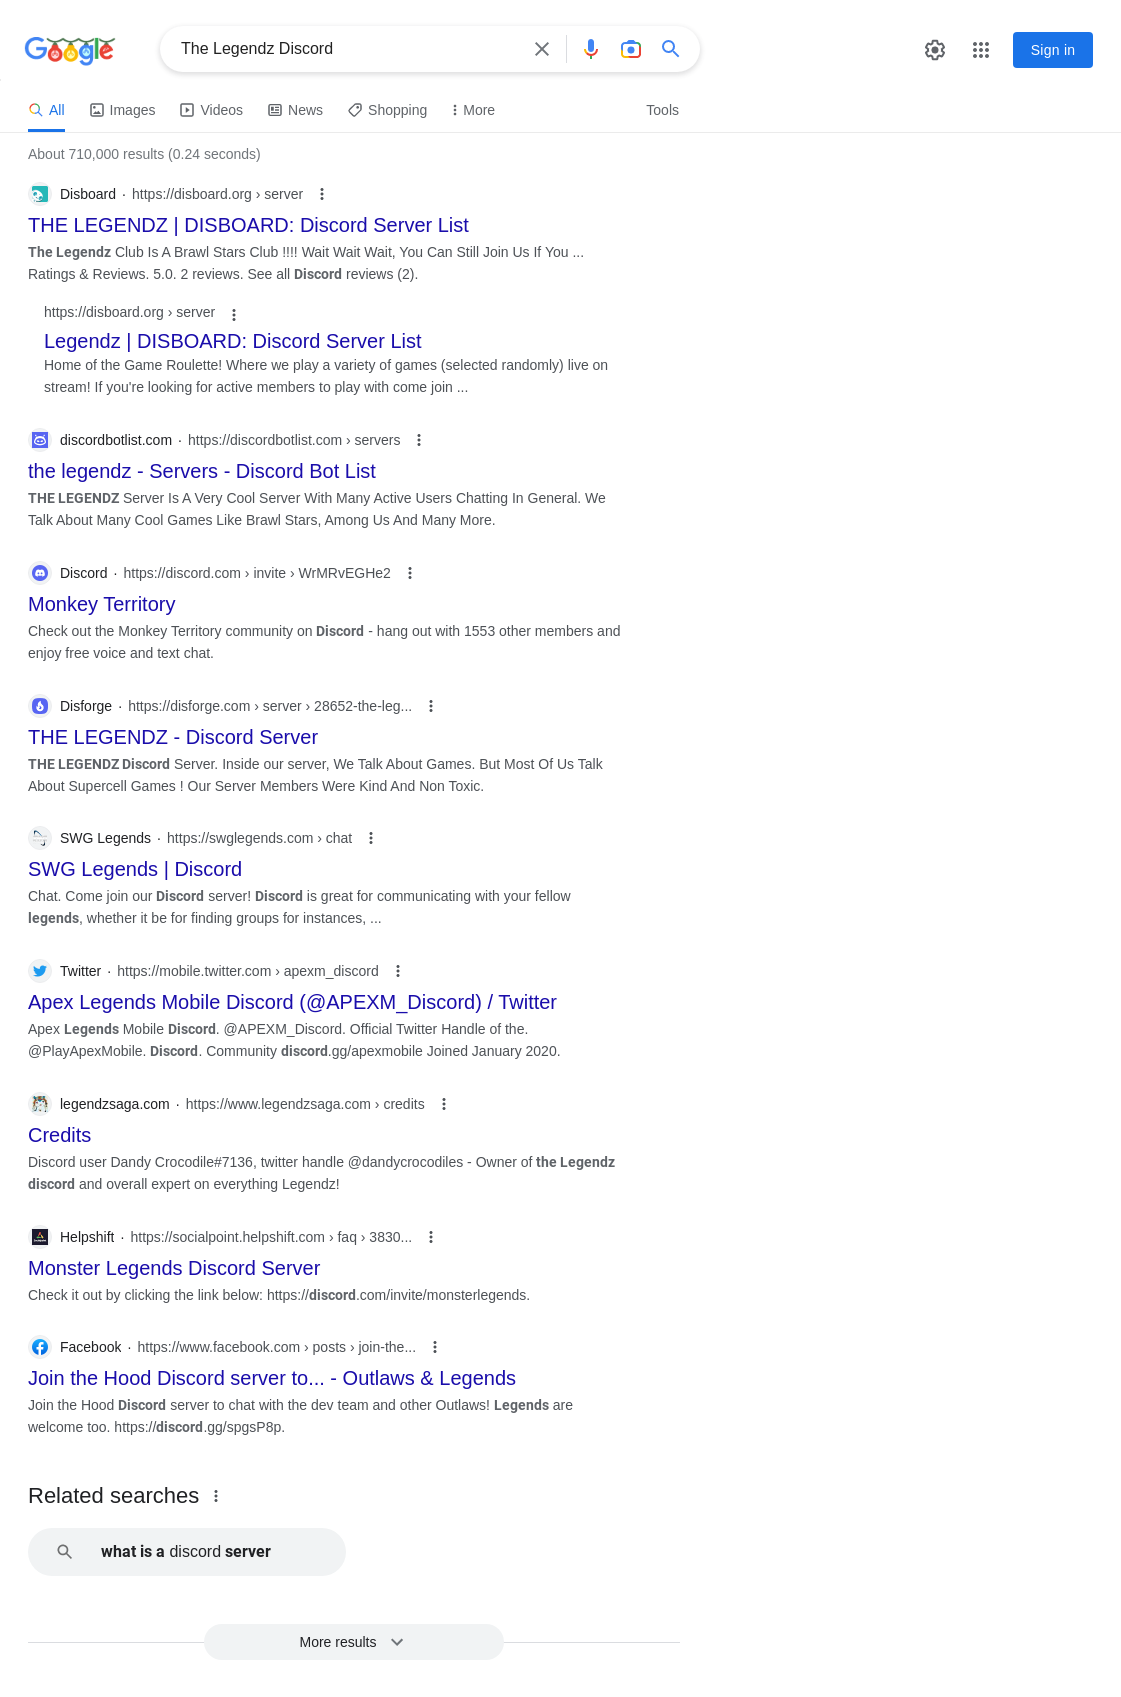 Google
The Legendz Discord
Sign in
All
Images
Videos
News
Shopping
More
Tools
About 710,000 results (0.24 seconds)
Disboard · https://disboard.org › server
THE LEGENDZ | DISBOARD: Discord Server List
The Legendz Club Is A Brawl Stars Club !!!! Wait Wait Wait, You Can Still Join Us If You ...
Ratings & Reviews. 5.0. 2 reviews. See all Discord reviews (2).
https://disboard.org › server
Legendz | DISBOARD: Discord Server List
Home of the Game Roulette! Where we play a variety of games (selected randomly) live on
stream! If you're looking for active members to play with come join ...
discordbotlist.com · https://discordbotlist.com › servers
the legendz - Servers - Discord Bot List
THE LEGENDZ Server Is A Very Cool Server With Many Active Users Chatting In General. We
Talk About Many Cool Games Like Brawl Stars, Among Us And Many More.
Discord · https://discord.com › invite › WrMRvEGHe2
Monkey Territory
Check out the Monkey Territory community on Discord - hang out with 1553 other members and
enjoy free voice and text chat.
Disforge · https://disforge.com › server › 28652-the-leg...
THE LEGENDZ - Discord Server
THE LEGENDZ Discord Server. Inside our server, We Talk About Games. But Most Of Us Talk
About Supercell Games ! Our Server Members Were Kind And Non Toxic.
SWG Legends · https://swglegends.com › chat
SWG Legends | Discord
Chat. Come join our Discord server! Discord is great for communicating with your fellow
legends, whether it be for finding groups for instances, ...
Twitter · https://mobile.twitter.com › apexm_discord
Apex Legends Mobile Discord (@APEXM_Discord) / Twitter
Apex Legends Mobile Discord. @APEXM_Discord. Official Twitter Handle of the.
@PlayApexMobile. Discord. Community discord.gg/apexmobile Joined January 2020.
legendzsaga.com · https://www.legendzsaga.com › credits
Credits
Discord user Dandy Crocodile#7136, twitter handle @dandycrocodiles - Owner of the Legendz
discord and overall expert on everything Legendz!
Helpshift · https://socialpoint.helpshift.com › faq › 3830...
Monster Legends Discord Server
Check it out by clicking the link below: https://discord.com/invite/monsterlegends.
Facebook · https://www.facebook.com › posts › join-the...
Join the Hood Discord server to... - Outlaws & Legends
Join the Hood Discord server to chat with the dev team and other Outlaws! Legends are
welcome too. https://discord.gg/spgsP8p.
Related searches
what is a discord server
More results